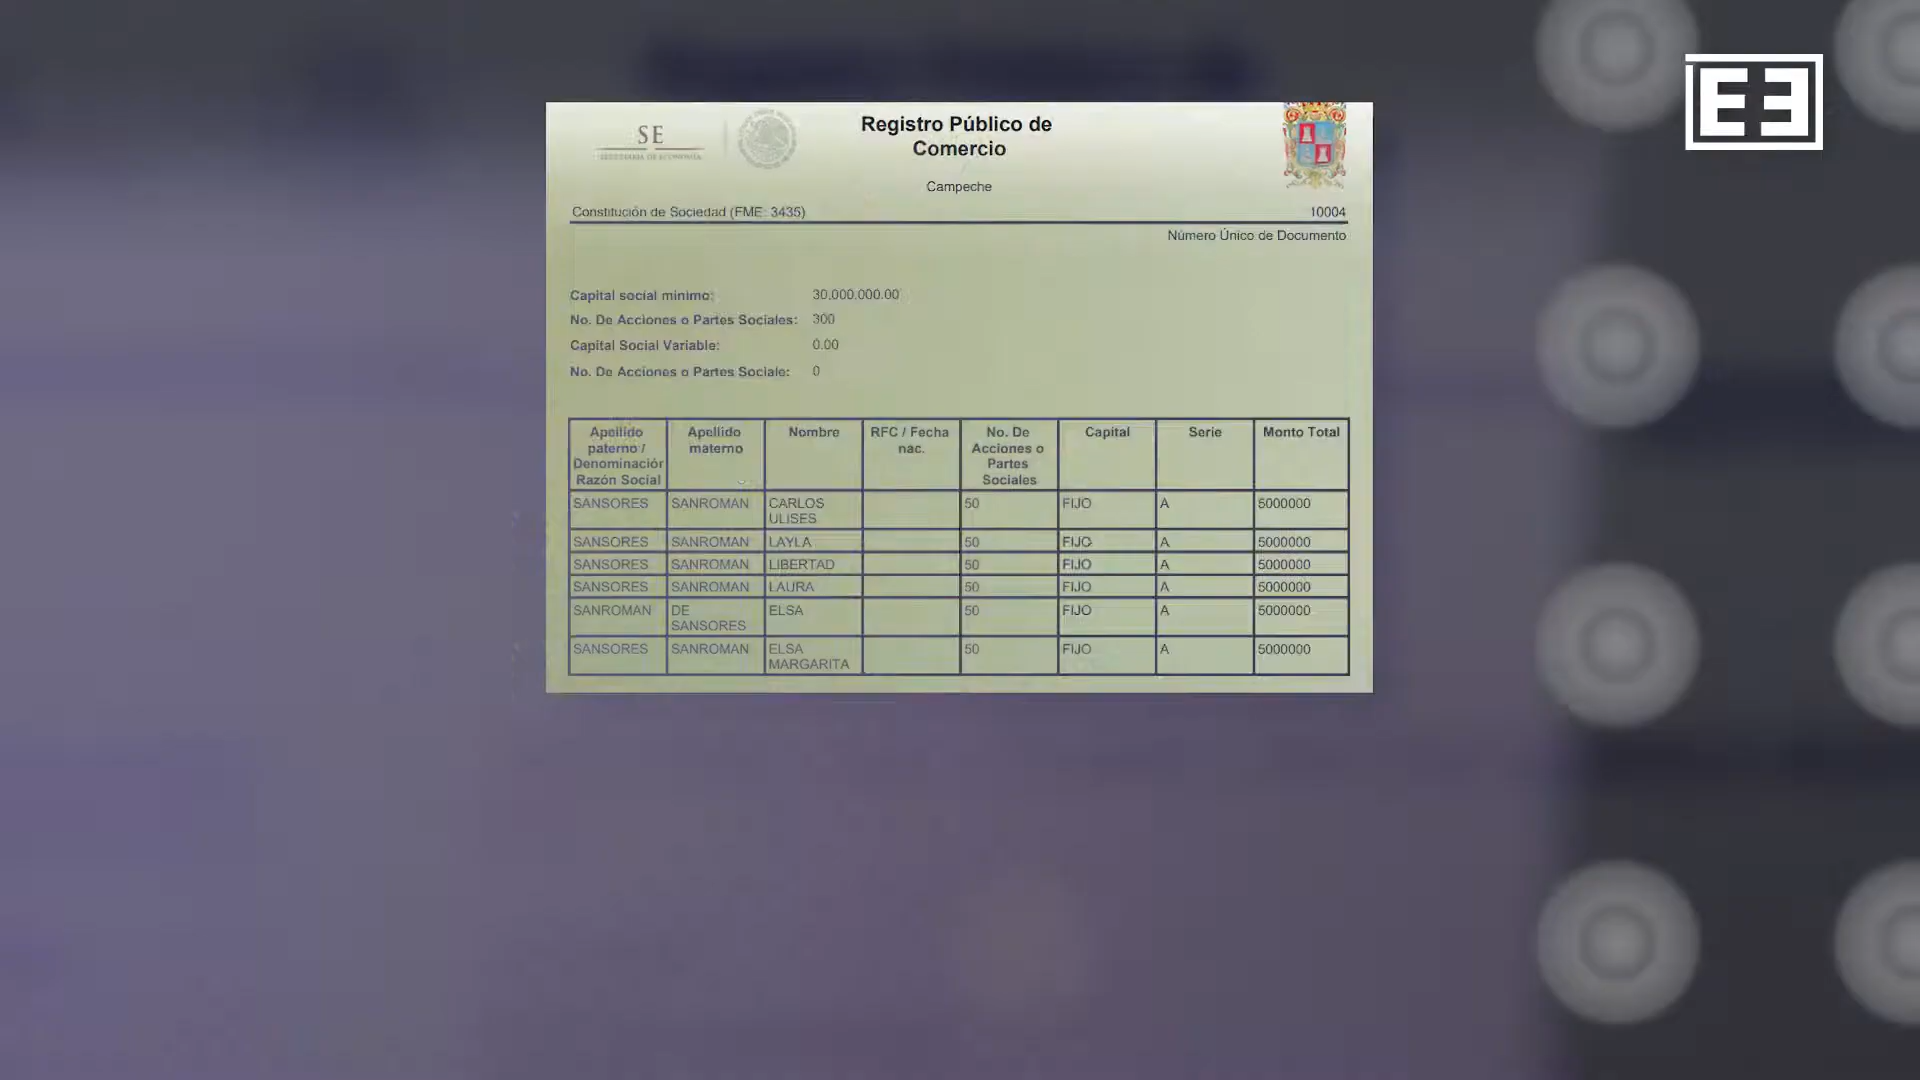 SE
SECRETARÍA DE ECONOMÍA
Registro Público de
Comercio
Campeche
Constitución de Sociedad (FME: 3435)
10004
Número Único de Documento
Capital social minimo: 30,000,000.00
No. De Acciones o Partes Sociales: 300
Capital Social Variable: 0.00
No. De Acciones o Partes Sociale: 0
Apellido paterno / Denominación Razón Social Apellido materno Nombre RFC / Fecha nac. No. De Acciones o Partes Sociales Capital Serie Monto Total
SANSORES SANROMAN CARLOS ULISES 50 FIJO A 5000000
SANSORES SANROMAN LAYLA 50 FIJO A 5000000
SANSORES SANROMAN LIBERTAD 50 FIJO A 5000000
SANSORES SANROMAN LAURA 50 FIJO A 5000000
SANROMAN DE SANSORES ELSA 50 FIJO A 5000000
SANSORES SANROMAN ELSA MARGARITA 50 FIJO A 5000000